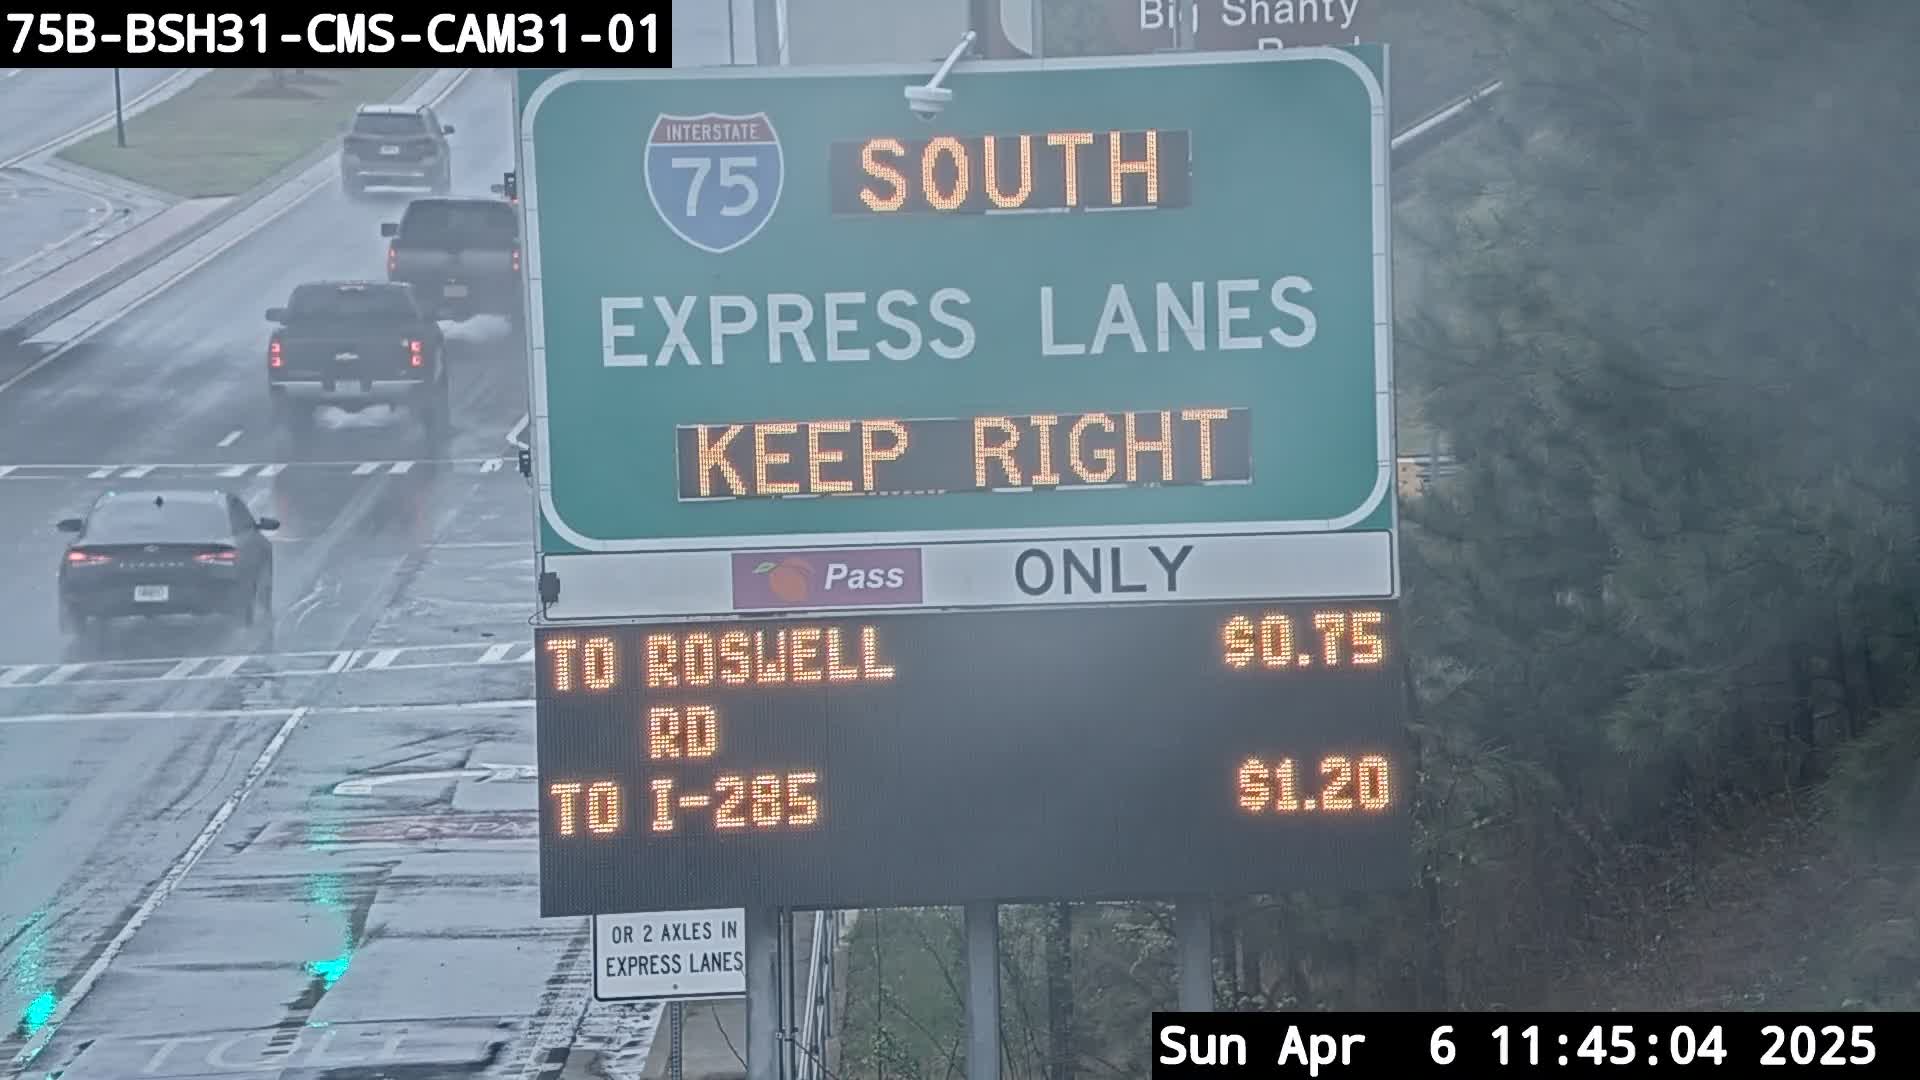 75B-BSH31-CMS-CAM31-01
Big Shanty
INTERSTATE
75
SOUTH
EXPRESS LANES
KEEP RIGHT
Pass
ONLY
TO ROSWELL $0.75
RD
TO I-285 $1.20
OR 2 AXLES IN
EXPRESS LANES
TOLL
Sun Apr 6 11:45:04 2025